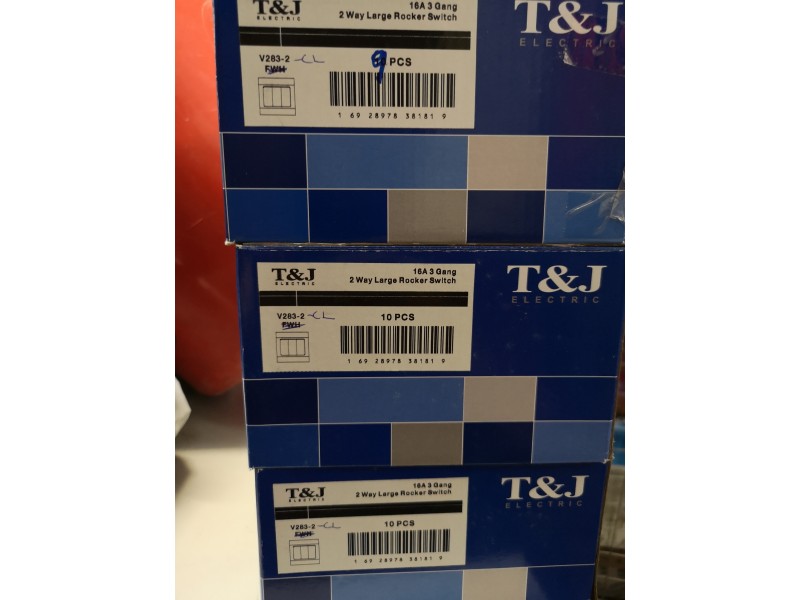 T&J
ELECTRIC
16A 3 Gang
2 Way Large Rocker Switch
V283-2 -CL
FWH
9 PCS
1 69 28978 38181 9
T&J
ELECTRIC
T&J
ELECTRIC
16A 3 Gang
2 Way Large Rocker Switch
V283-2 -CL
FWH
10 PCS
1 69 28978 38181 9
T&J
ELECTRIC
T&J
ELECTRIC
16A 3 Gang
2 Way Large Rocker Switch
V283-2 -CL
FWH
10 PCS
1 69 28978 38181 9
T&J
ELECTRIC